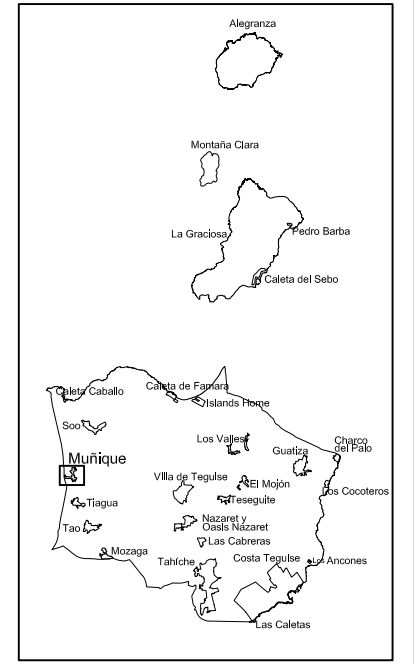 Alegranza
Montaña Clara
La Graciosa
Pedro Barba
Caleta del Sebo
Caleta Caballo
Caleta de Famara
Islands Home
Soo
Los Valles
Charco
del Palo
Guatiza
Muñique
VIlla de Tegulse
El Mojón
Los Cocoteros
Tiagua
Teseguite
Tao
Nazaret y
Oasis Nazaret
Las Cabreras
Mozaga
Tahíche
Costa Tegulse
Los Ancones
Las Caletas